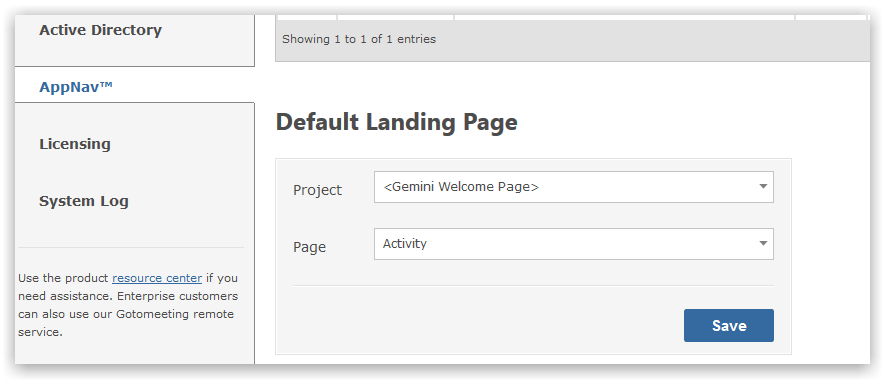 Active Directory
AppNav™
Licensing
System Log
Use the product resource center if you
need assistance. Enterprise customers
can also use our Gotomeeting remote
service.
Showing 1 to 1 of 1 entries
Default Landing Page
Project
<Gemini Welcome Page>
Page
Activity
Save